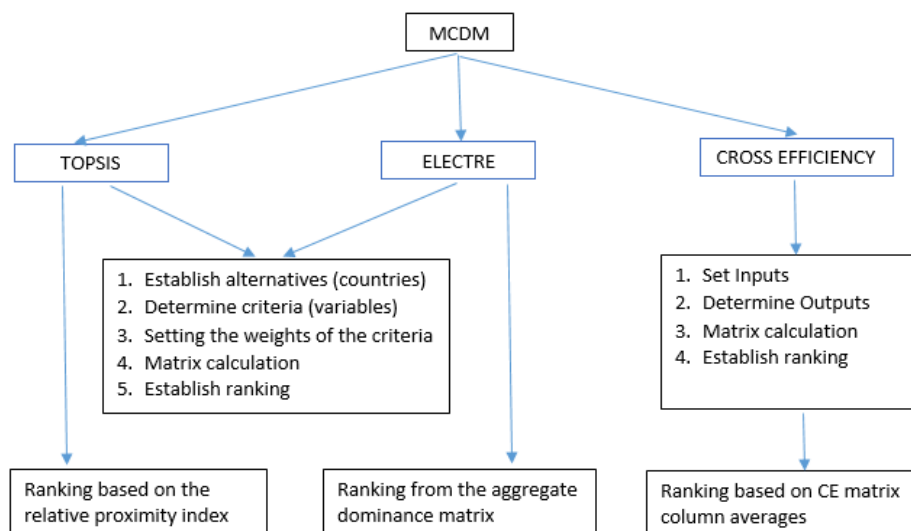 MCDM
TOPSIS
ELECTRE
CROSS EFFICIENCY
1. Establish alternatives (countries)
2. Determine criteria (variables)
3. Setting the weights of the criteria
4. Matrix calculation
5. Establish ranking
1. Set Inputs
2. Determine Outputs
3. Matrix calculation
4. Establish ranking
Ranking based on the
relative proximity index
Ranking from the aggregate
dominance matrix
Ranking based on CE matrix
column averages